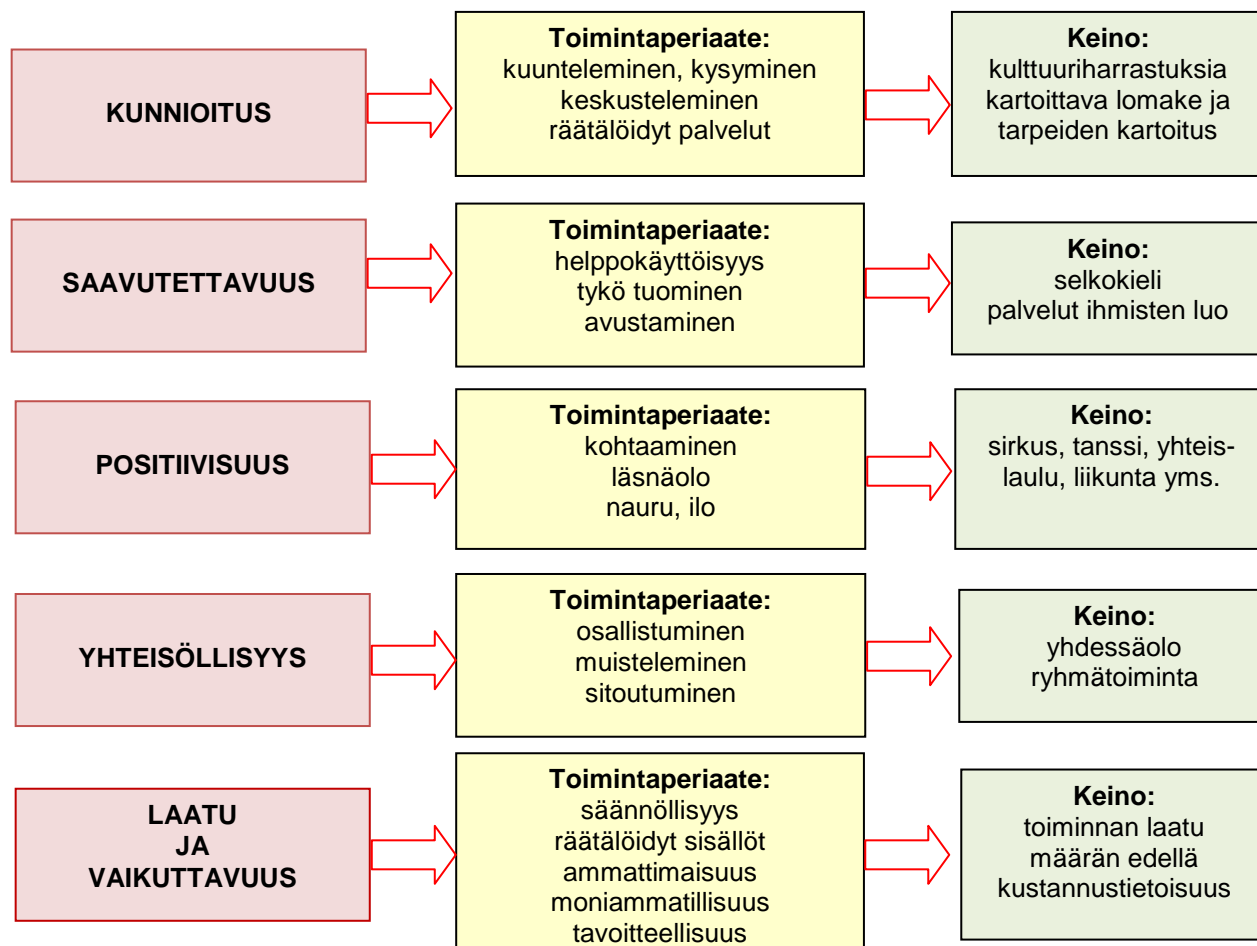 KUNNIOITUS
Toimintaperiaate:
kuunteleminen, kysyminen
keskusteleminen
räätälöidyt palvelut
Keino:
kulttuuriharrastuksia
kartoittava lomake ja
tarpeiden kartoitus
SAAVUTETTAVUUS
Toimintaperiaate:
helppokäyttöisyys
tykö tuominen
avustaminen
Keino:
selkokieli
palvelut ihmisten luo
POSITIIVISUUS
Toimintaperiaate:
kohtaaminen
läsnäolo
nauru, ilo
Keino:
sirkus, tanssi, yhteis-
laulu, liikunta yms.
YHTEISÖLLISYYS
Toimintaperiaate:
osallistuminen
muisteleminen
sitoutuminen
Keino:
yhdessäolo
ryhmätoiminta
LAATU
JA
VAIKUTTAVUUS
Toimintaperiaate:
säännöllisyys
räätälöidyt sisällöt
ammattimaisuus
moniammatillisuus
tavoitteellisuus
Keino:
toiminnan laatu
määrän edellä
kustannustietoisuus